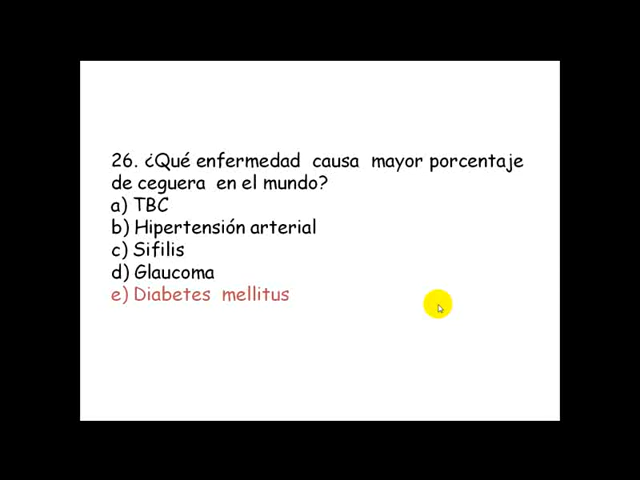 26. ¿Qué enfermedad causa mayor porcentaje
de ceguera en el mundo?
a) TBC
b) Hipertensión arterial
c) Sifilis
d) Glaucoma
e) Diabetes mellitus